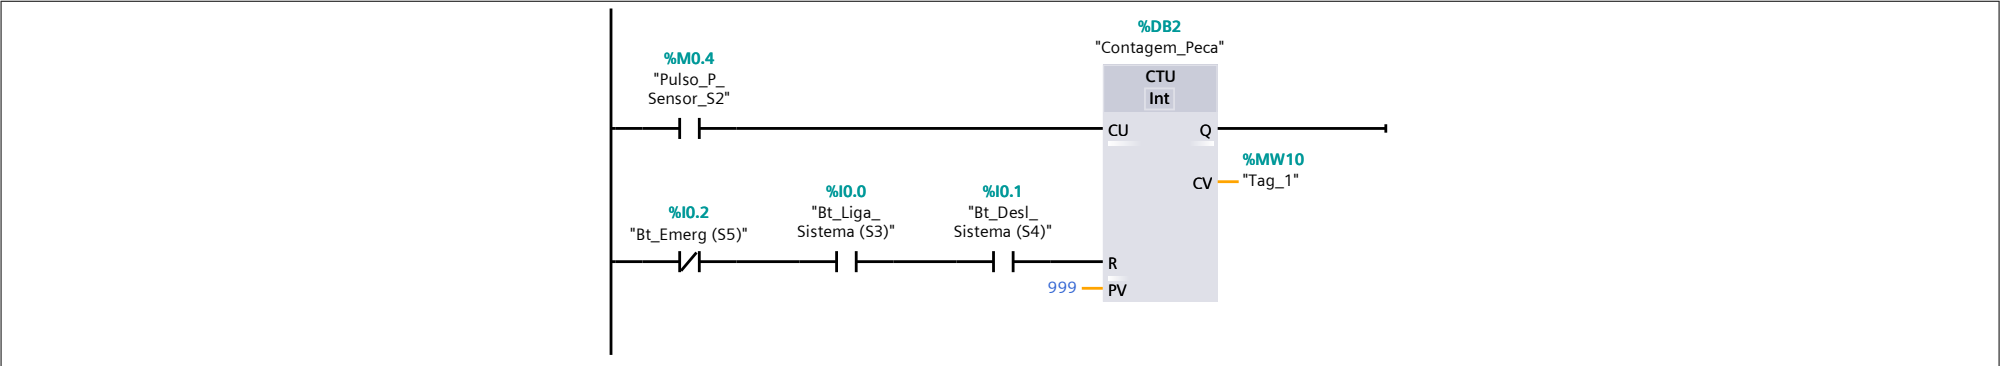 %DB2
"Contagem_Peca"
%M0.4
"Pulso_P_
Sensor_S2"
CTU
Int
CU
Q
%MW10
CV
"Tag_1"
%I0.2
"Bt_Emerg (S5)"
%I0.0
"Bt_Liga_
Sistema (S3)"
%I0.1
"Bt_Desl_
Sistema (S4)"
R
999
PV